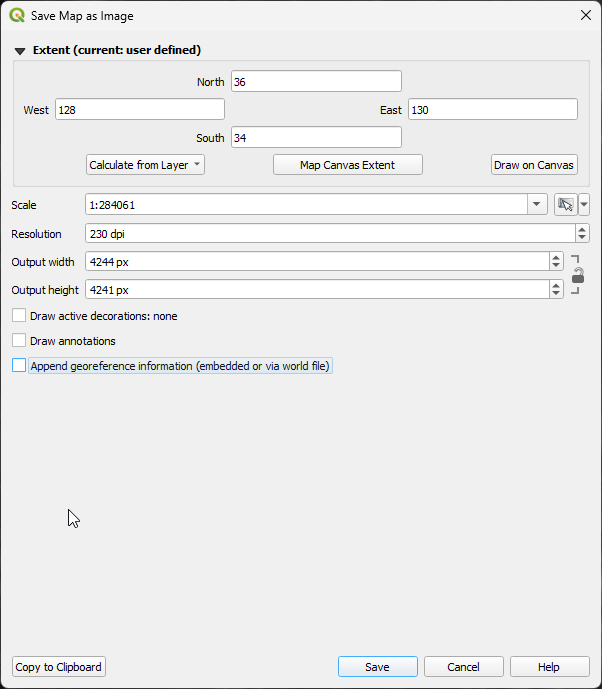 Save Map as Image
Extent (current: user defined)
North 36
West 128 East 130
South 34
Calculate from Layer Map Canvas Extent Draw on Canvas
Scale 1:284061
Resolution 230 dpi
Output width 4244 px
Output height 4241 px
Draw active decorations: none
Draw annotations
Append georeference information (embedded or via world file)
Copy to Clipboard Save Cancel Help